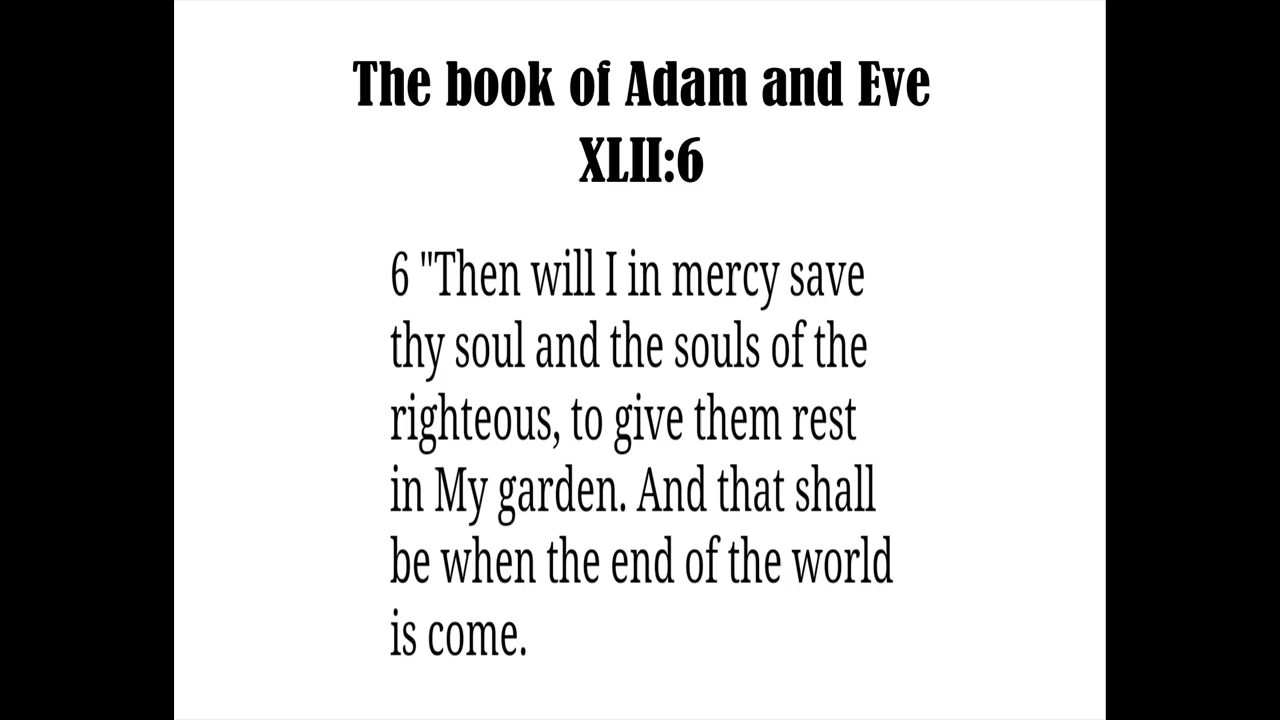 The book of Adam and Eve
XLII:6
6 "Then will I in mercy save
thy soul and the souls of the
righteous, to give them rest
in My garden. And that shall
be when the end of the world
is come.